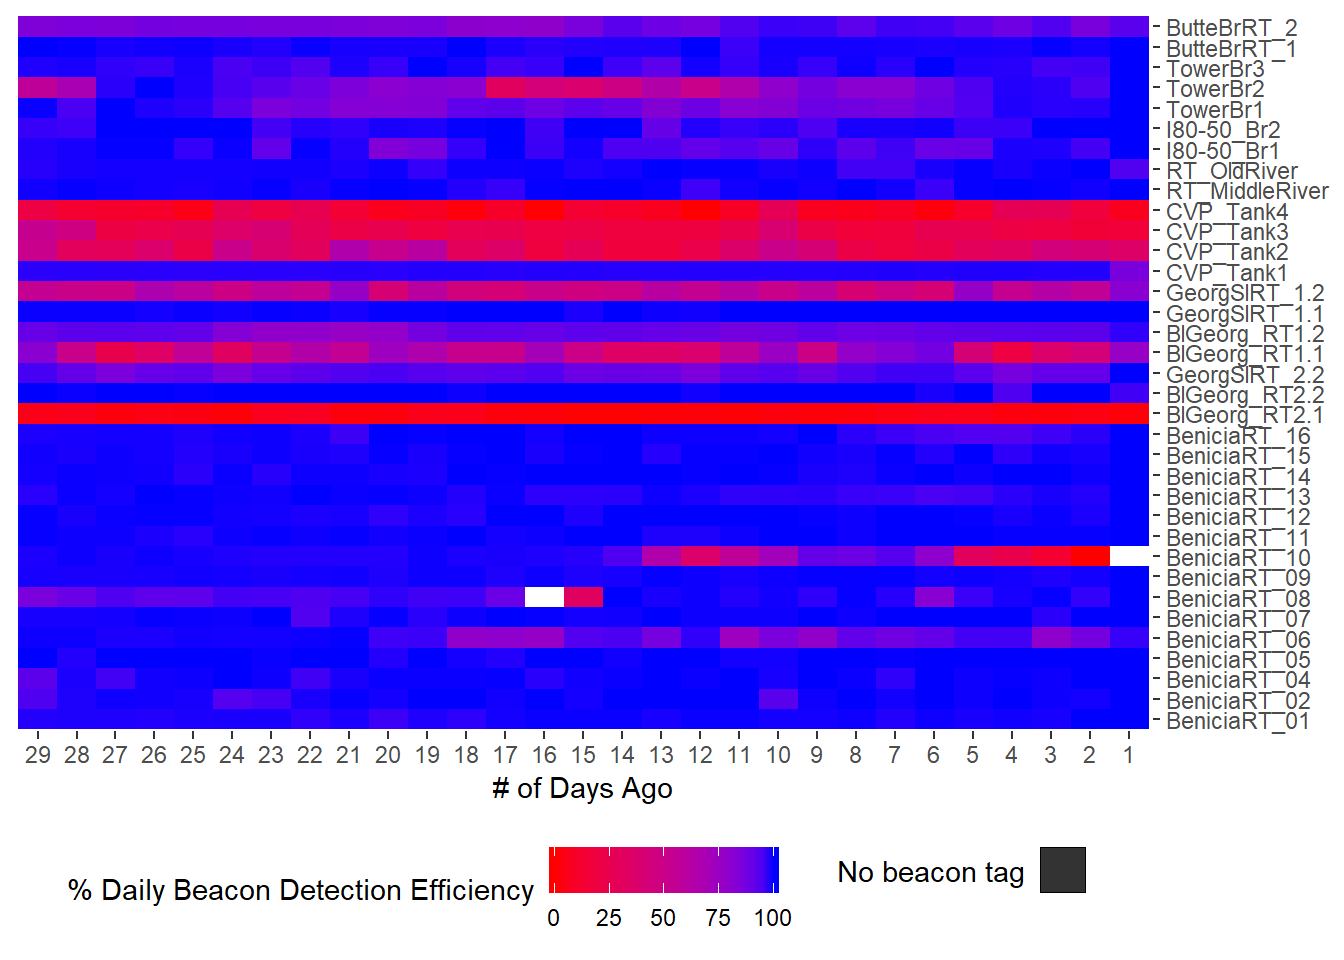 ButteBrRT_2
ButteBrRT_1
TowerBr3
TowerBr2
TowerBr1
I80-50_Br2
I80-50_Br1
RT_OldRiver
RT_MiddleRiver
CVP_Tank4
CVP_Tank3
CVP_Tank2
CVP_Tank1
GeorgSlRT_1.2
GeorgSlRT_1.1
BlGeorg_RT1.2
BlGeorg_RT1.1
GeorgSlRT_2.2
BlGeorg_RT2.2
BlGeorg_RT2.1
BeniciaRT_16
BeniciaRT_15
BeniciaRT_14
BeniciaRT_13
BeniciaRT_12
BeniciaRT_11
BeniciaRT_10
BeniciaRT_09
BeniciaRT_08
BeniciaRT_07
BeniciaRT_06
BeniciaRT_05
BeniciaRT_04
BeniciaRT_02
BeniciaRT_01
29 28 27 26 25 24 23 22 21 20 19 18 17 16 15 14 13 12 11 10 9 8 7 6 5 4 3 2 1
# of Days Ago
% Daily Beacon Detection Efficiency
0 25 50 75 100
No beacon tag